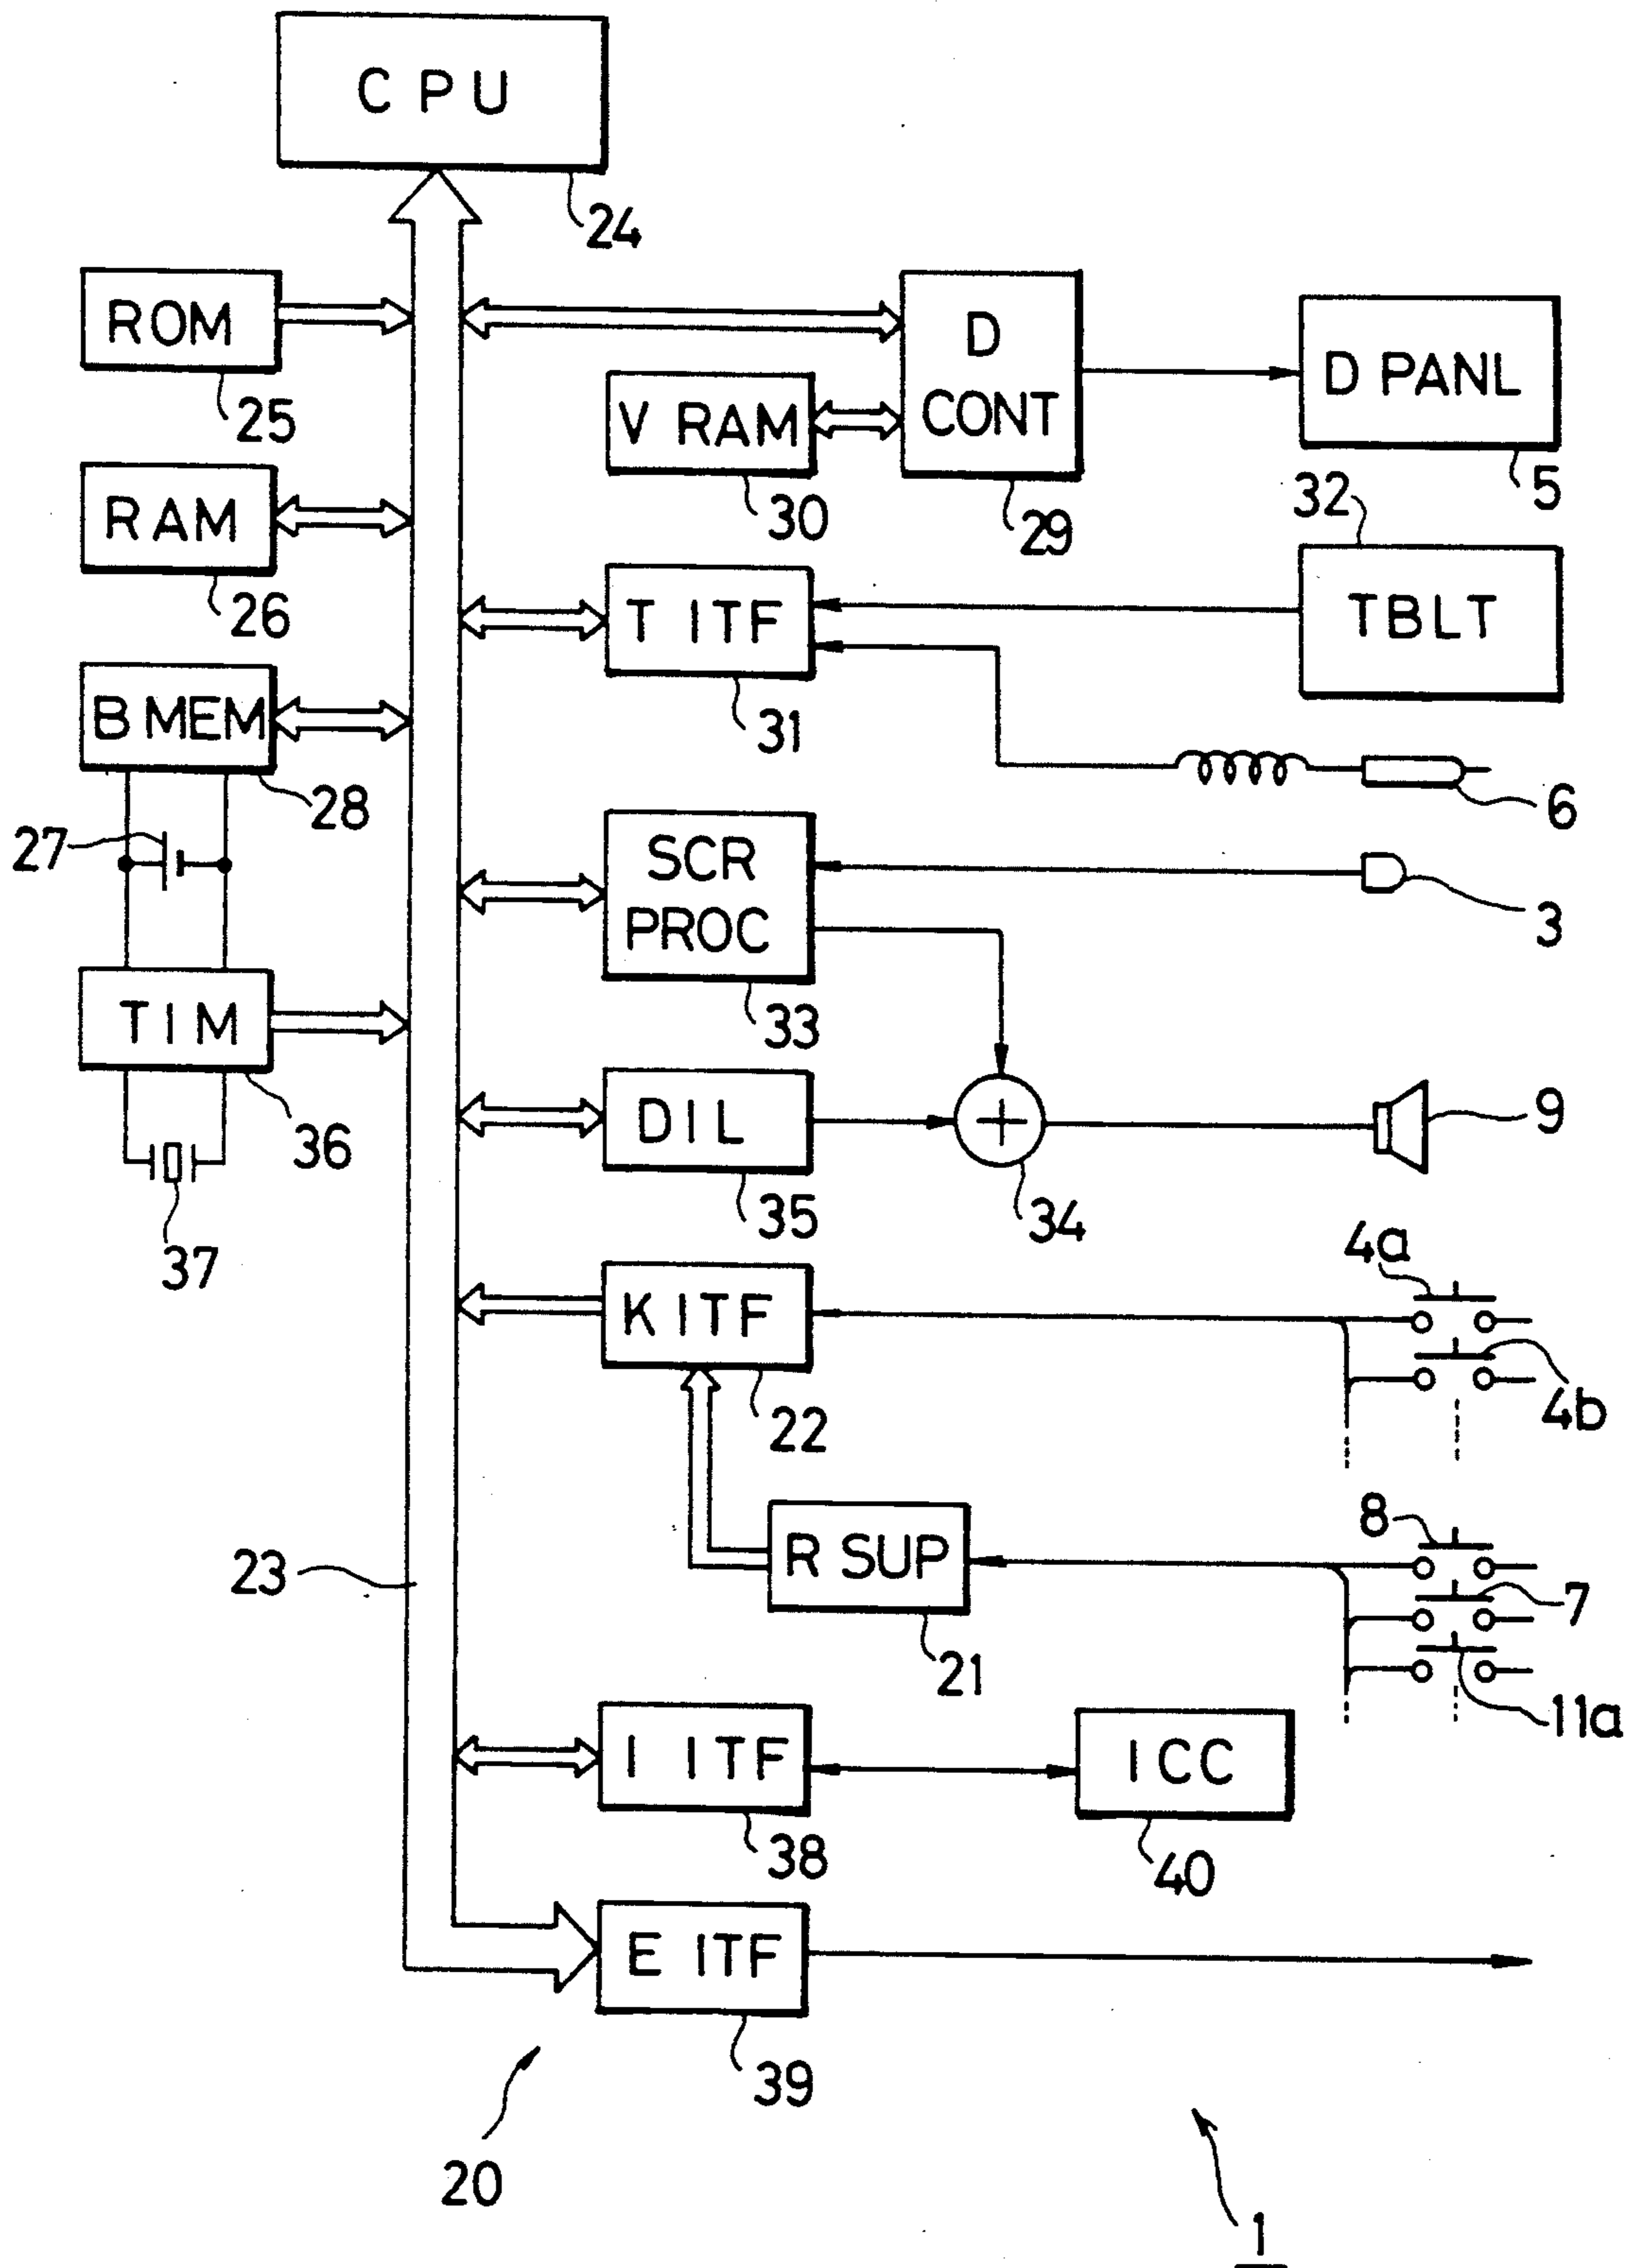 CPU
24
ROM
25
D
CONT
29
D PANL
5
V RAM
30
RAM
26
32
TBLT
T ITF
31
B MEM
28
27
6
SCR
PROC
33
3
TIM
36
37
DIL
35
34
9
4a
4b
K ITF
22
R SUP
21
8
7
11a
23
I ITF
38
ICC
40
E ITF
39
20
1